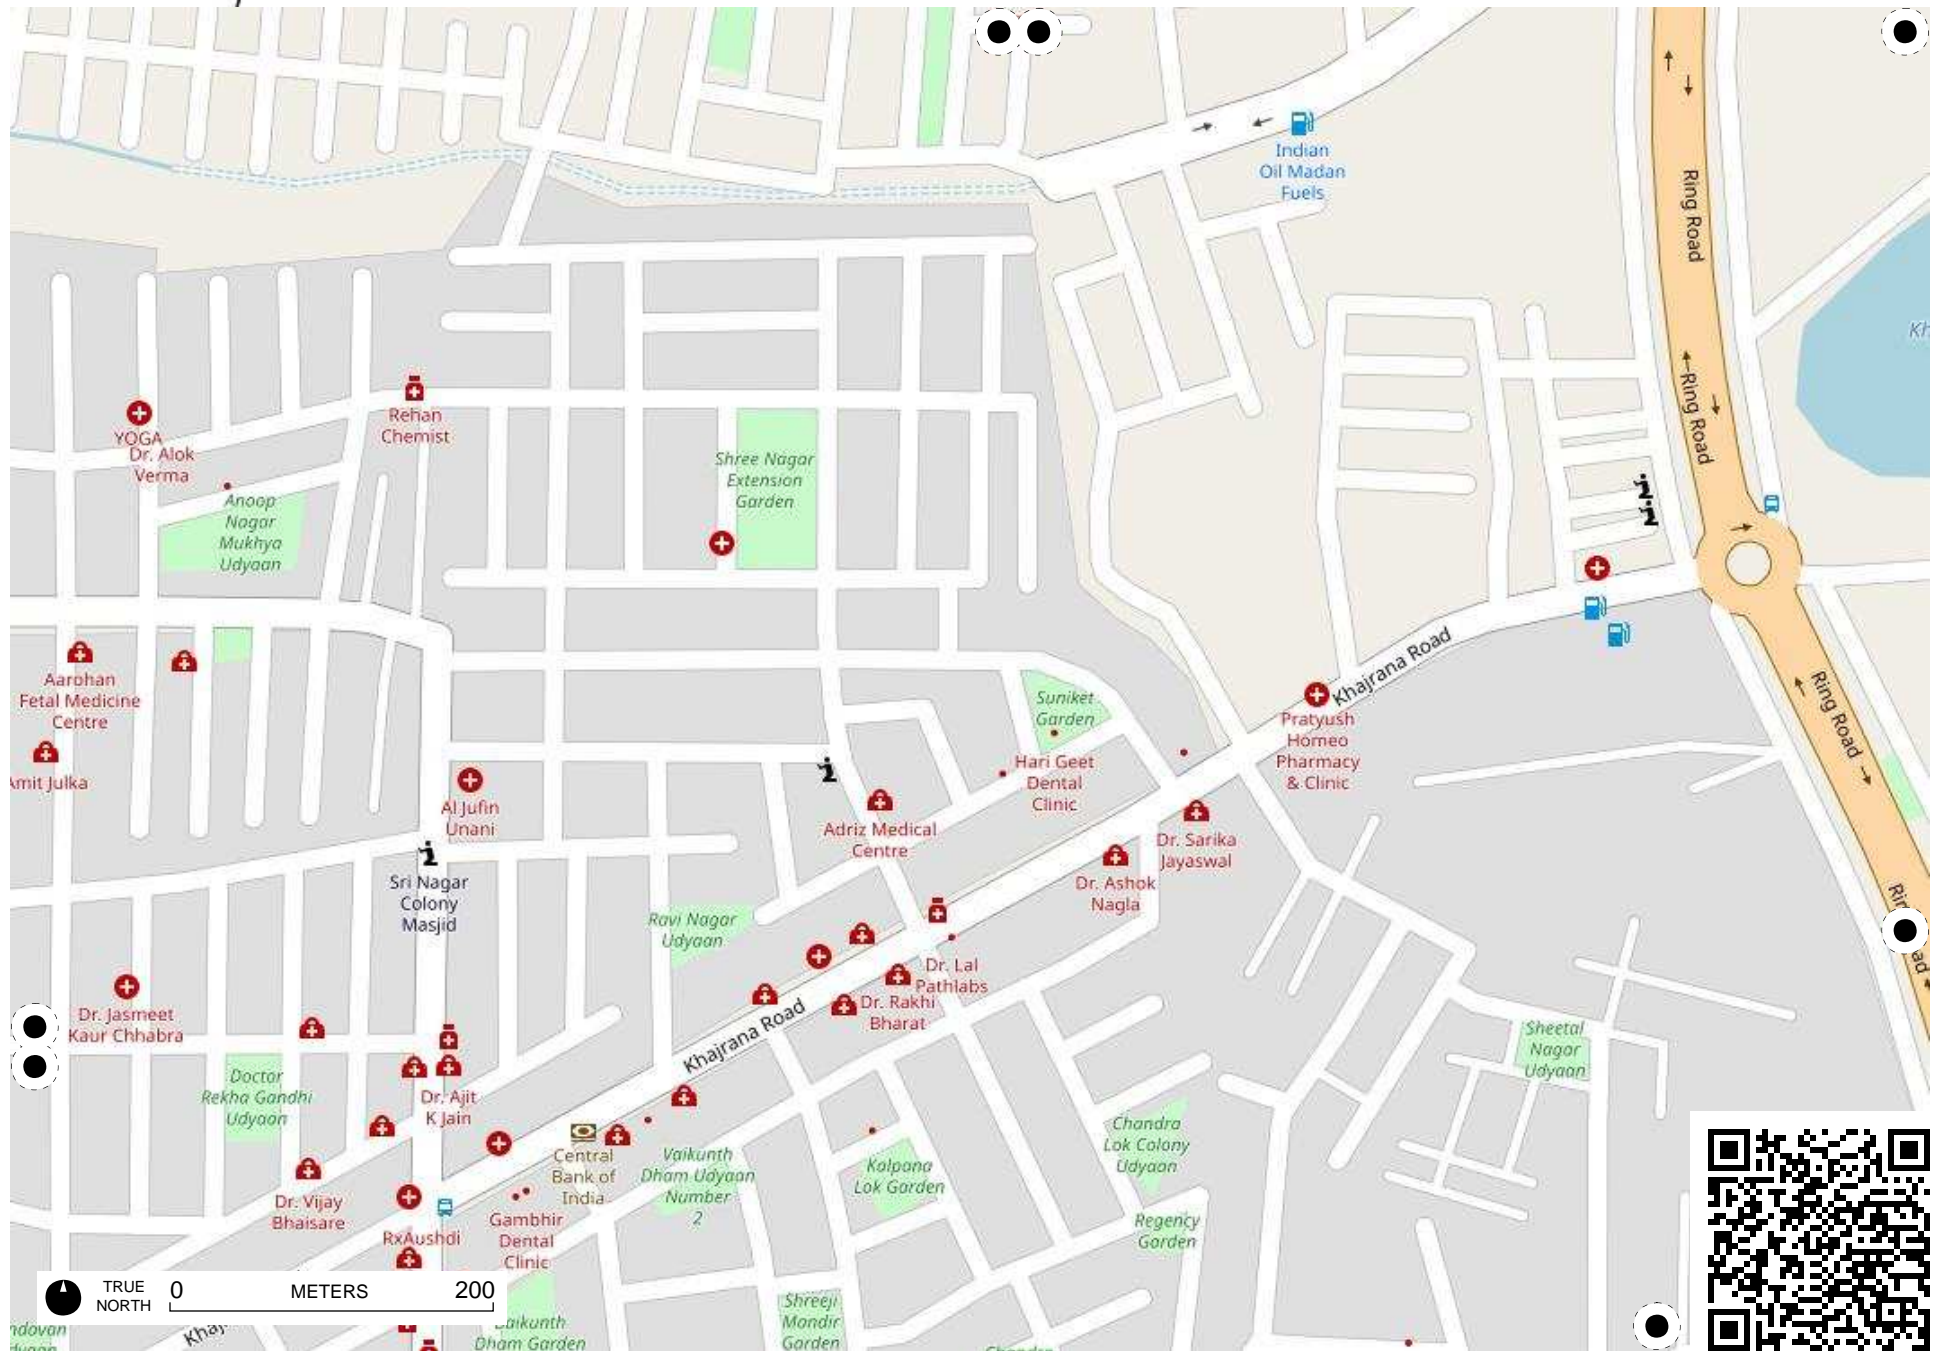 Indian
Oil Madan
Fuels
Ring Road
Ring Road
Rehan
Chemist
YOGA
Dr. Alok
Verma
Shree Nagar
Extension
Garden
Anoop
Nagar
Mukhya
Udyaan
Khajrana Road
Ring Road
Aarohan
Fetal Medicine
Centre
Suniket
Garden
Pratyush
Homeo
Pharmacy
& Clinic
Hari Geet
Dental
Clinic
Amit Julka
Al Jufin
Unani
Adriz Medical
Centre
Dr. Sarika
Jayaswal
Dr. Ashok
Nagla
Sri Nagar
Colony
Masjid
Ravi Nagar
Udyaan
Dr. Lal
Pathlabs
Dr. Rakhi
Bharat
Dr. Jasmeet
Kaur Chhabra
Khajrana Road
Sheetal
Nagar
Udyaan
Doctor
Rekha Gandhi
Udyaan
Dr. Ajit
K Jain
Chandra
Lok Colony
Udyaan
Central
Bank of
India
Vaikunth
Dham Udyaan
Number
2
Kalpana
Lok Garden
Dr. Vijay
Bhaisare
RxAushdi
Gambhir
Dental
Clinic
Regency
Garden
TRUE
NORTH
0 METERS 200
Shreeji
Mandir
Garden
Baikunth
Dham Garden